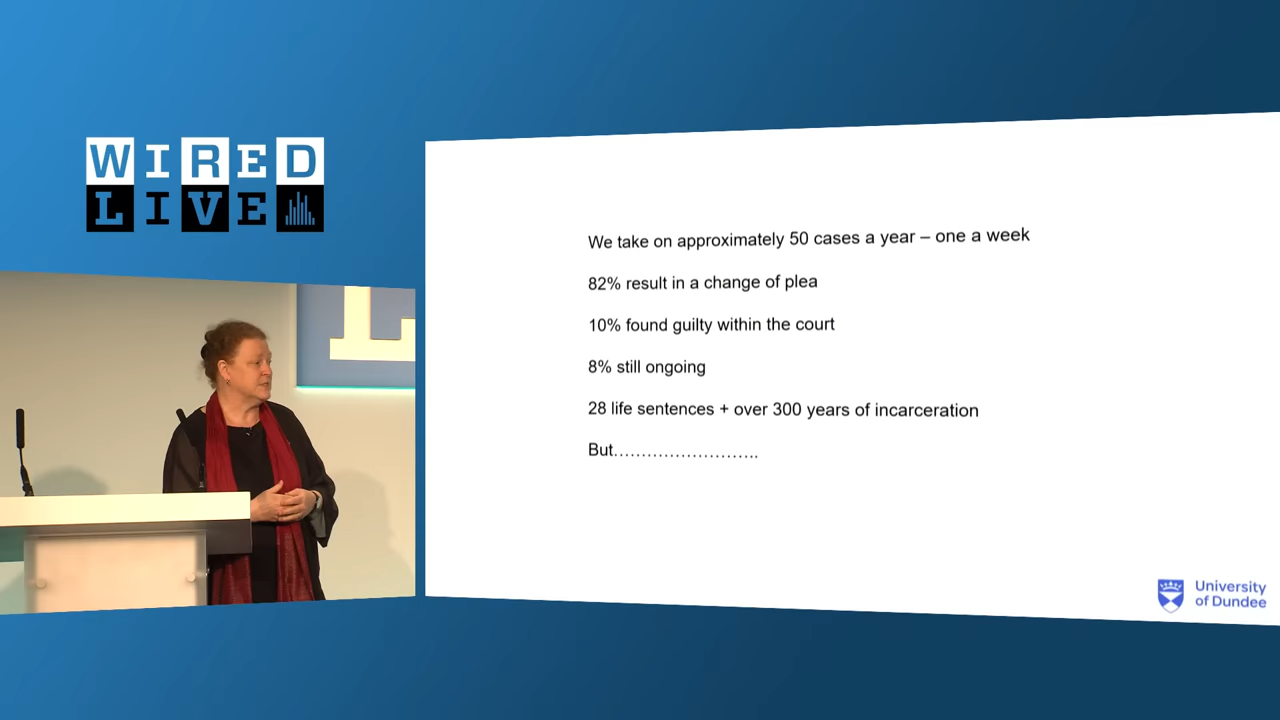 WIRED
LIVE
L
We take on approximately 50 cases a year – one a week
82% result in a change of plea
10% found guilty within the court
8% still ongoing
28 life sentences + over 300 years of incarceration
But………………………..
University
of Dundee